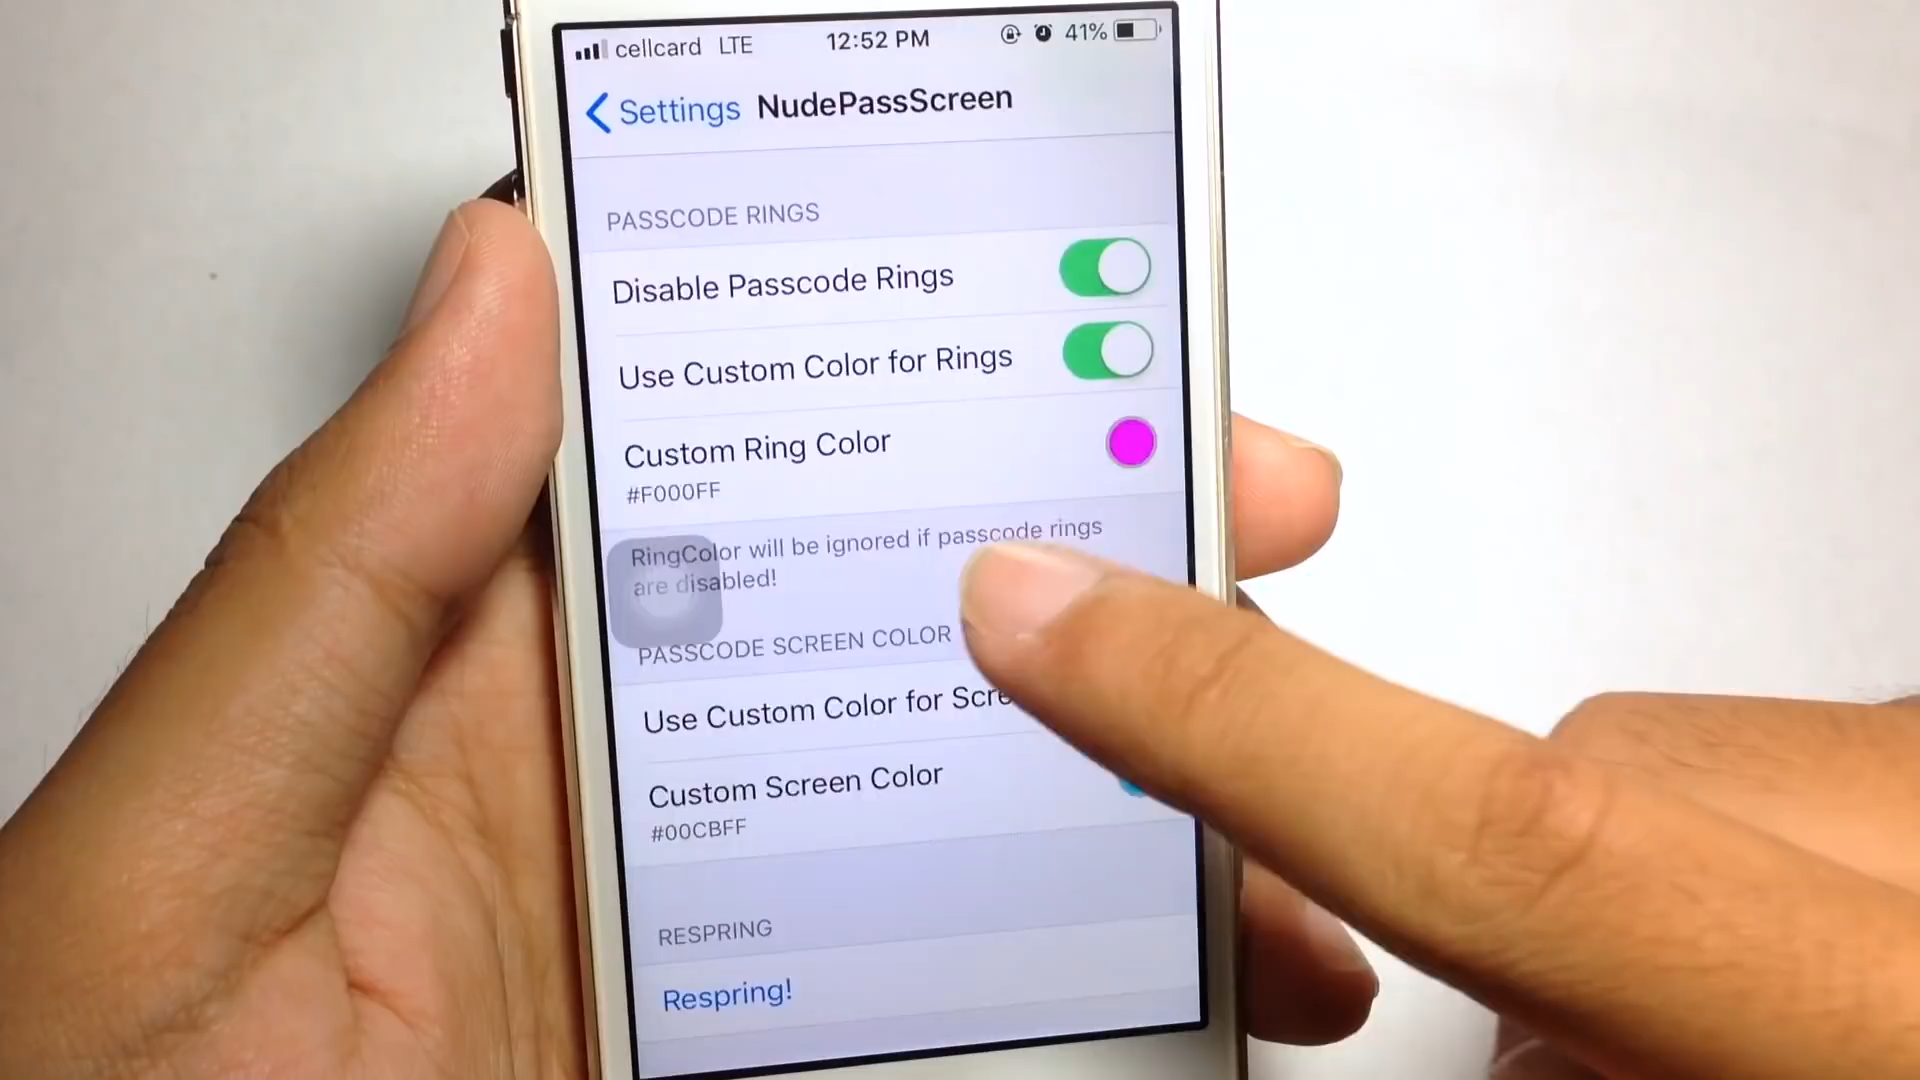 cellcard LTE 12:52 PM 41%
Settings NudePassScreen
PASSCODE RINGS
Disable Passcode Rings
Use Custom Color for Rings
Custom Ring Color
#F000FF
RingColor will be ignored if passcode rings
are disabled!
PASSCODE SCREEN COLOR
Use Custom Color for Scre
Custom Screen Color
#00CBFF
RESPRING
Respring!